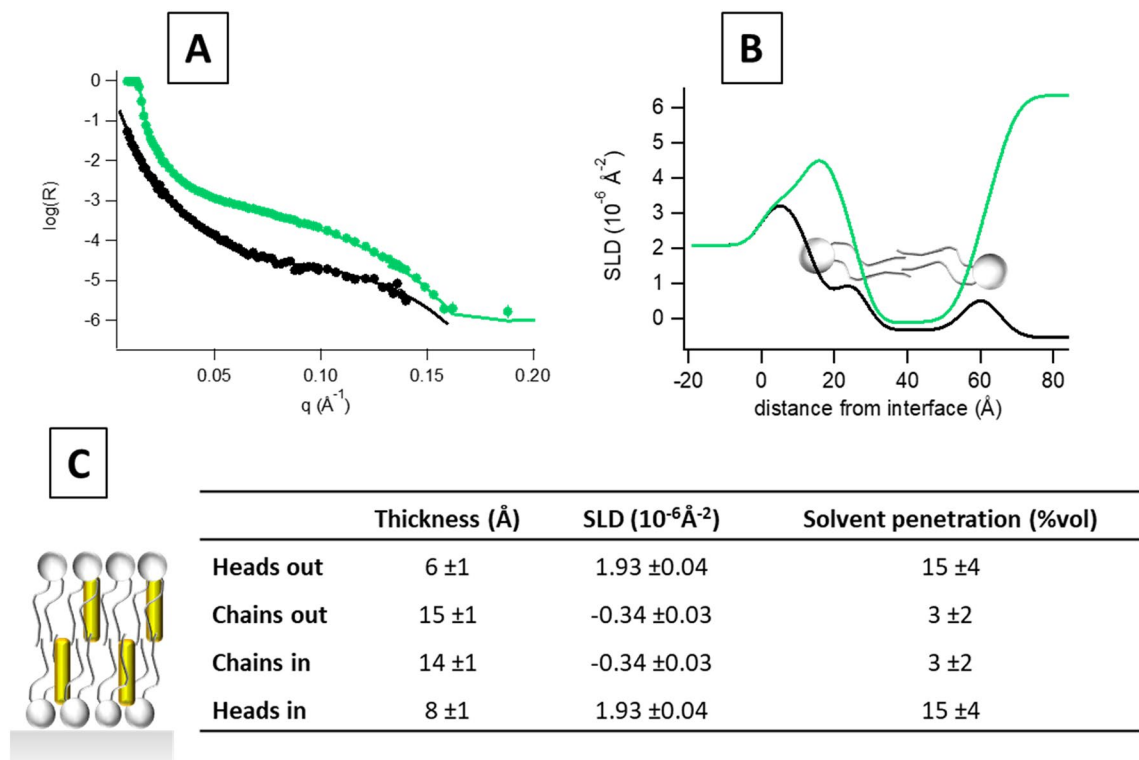 A
0
-1
-2
-3
-4
-5
-6
log(R)
0.05 0.10 0.15 0.20
q (Å-1)
B
6
5
4
3
2
1
0
SLD (10-6 Å-2)
-20 0 20 40 60 80
distance from interface (Å)
C
Thickness (Å) SLD (10-6Å-2) Solvent penetration (%vol)
Heads out 6 ±1 1.93 ±0.04 15 ±4
Chains out 15 ±1 -0.34 ±0.03 3 ±2
Chains in 14 ±1 -0.34 ±0.03 3 ±2
Heads in 8 ±1 1.93 ±0.04 15 ±4